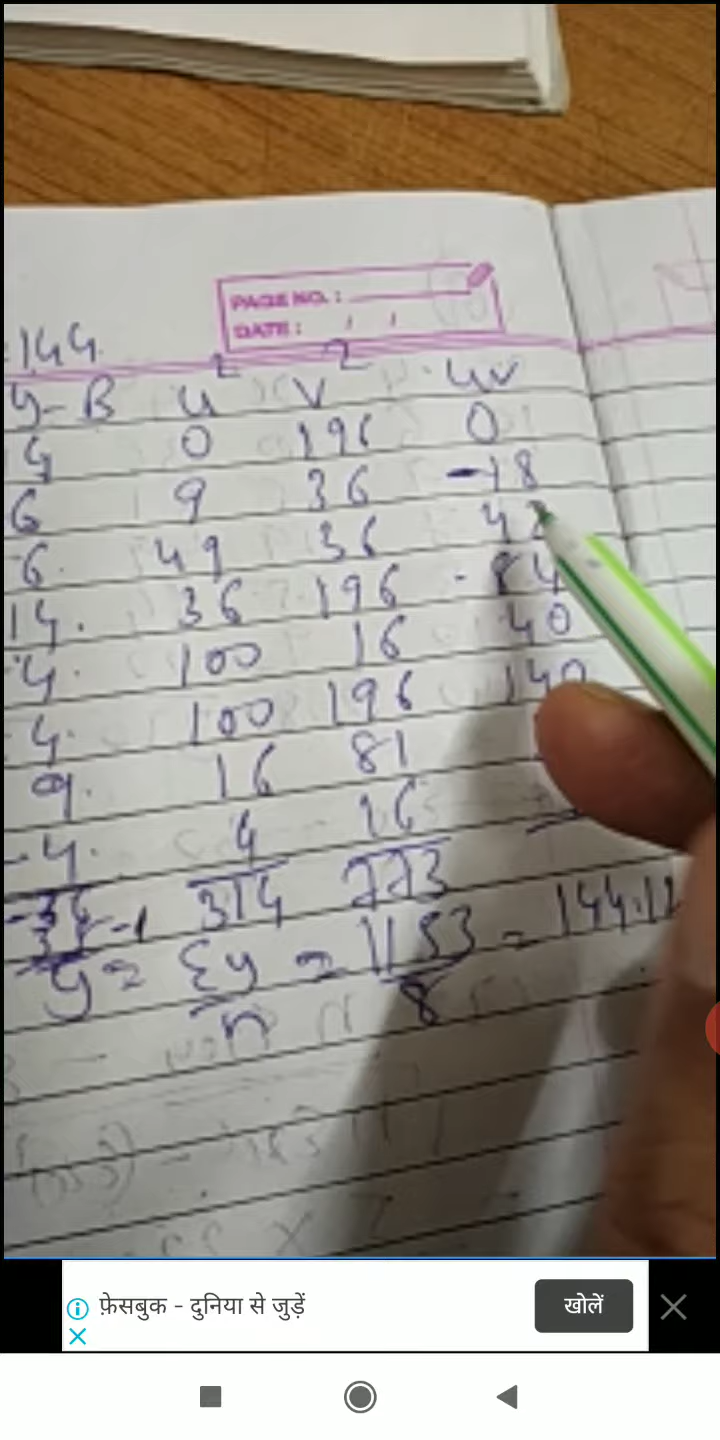 PAGE NO. :
DATE : / /
144
y-B u² v² uv
4 0 196 0
6 9 36 -18
6. 49 36 42
14. 36 196 -84
-4. 100 16 40
4. 100 196 140
9. 16 81
-4. 4 16
-34 314 773
-1
y = Σy/n = 1153/8 = 144.12
फ़ेसबुक - दुनिया से जुड़ें
खोलें